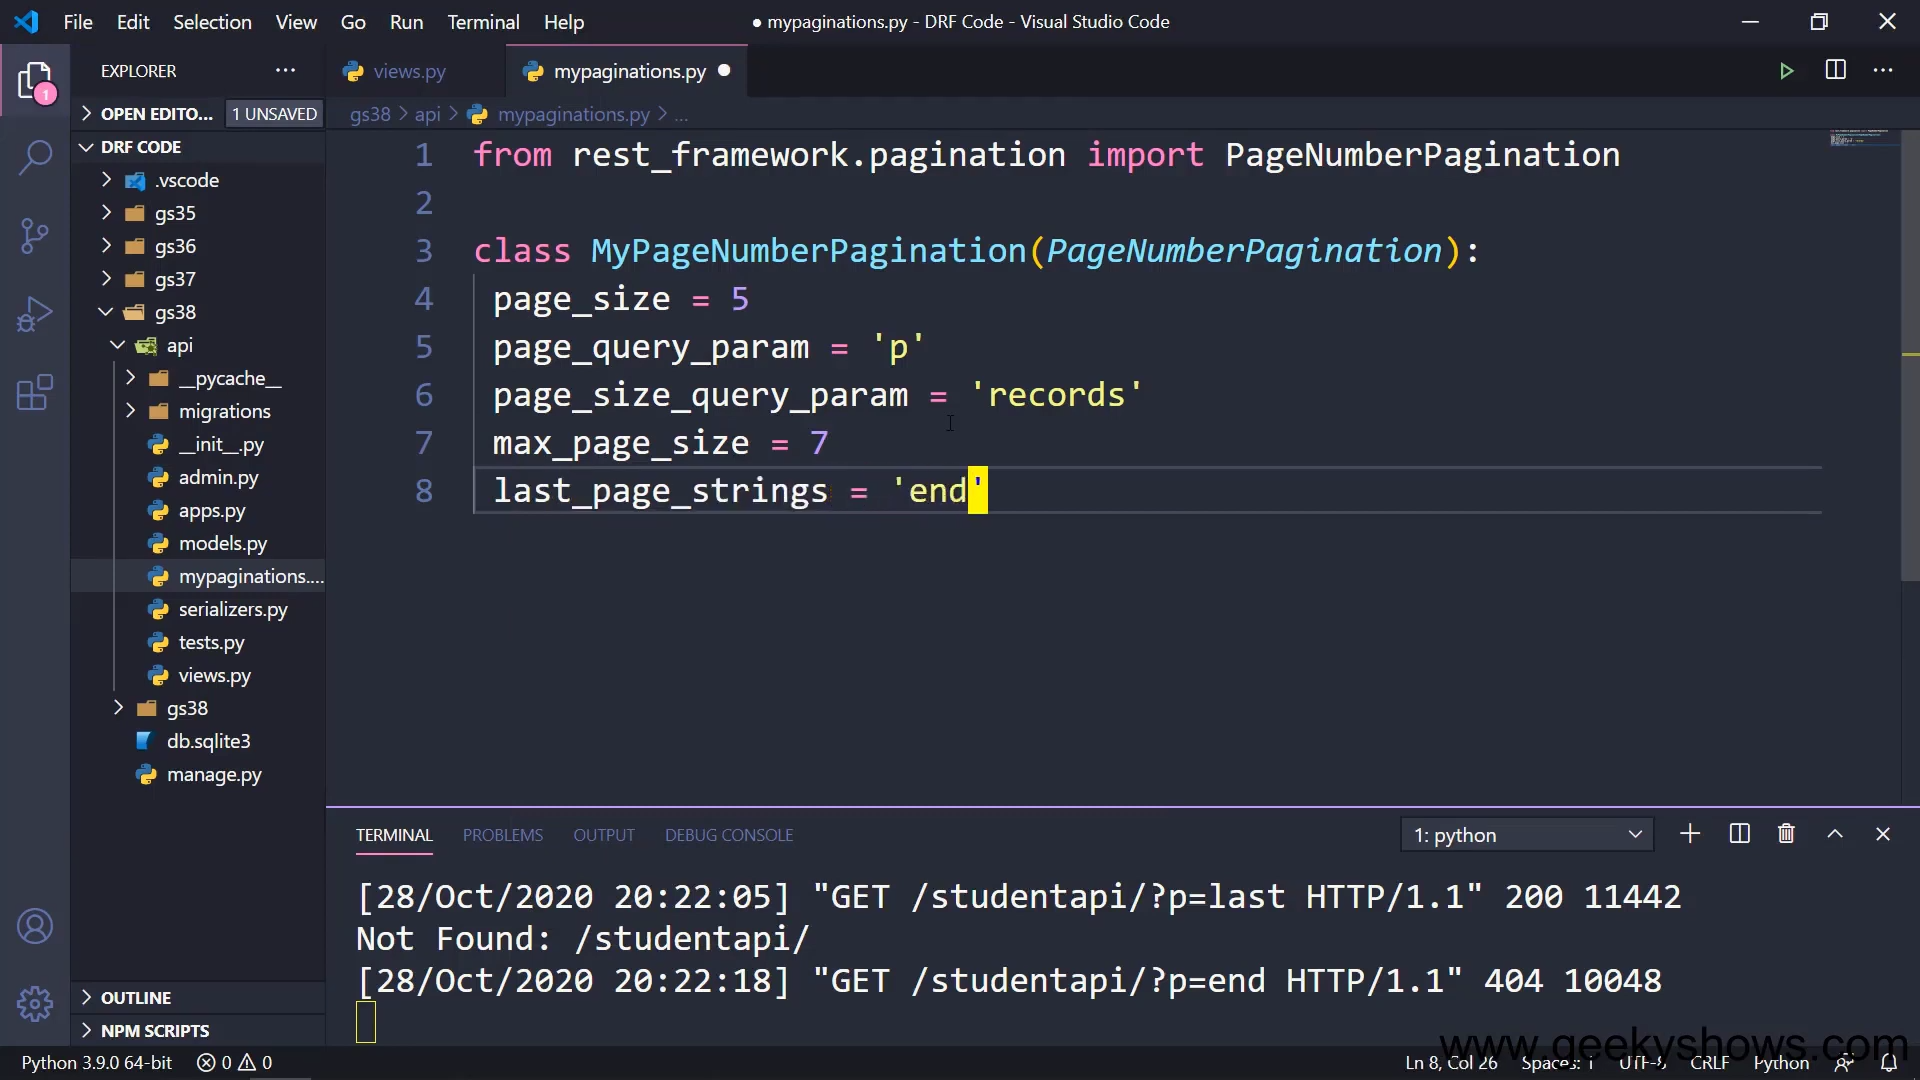 File Edit Selection View Go Run Terminal Help
● mypaginations.py - DRF Code - Visual Studio Code
EXPLORER
OPEN EDITO... 1 UNSAVED
DRF CODE
.vscode
gs35
gs36
gs37
gs38
api
__pycache__
migrations
__init__.py
admin.py
apps.py
models.py
mypaginations....
serializers.py
tests.py
views.py
gs38
db.sqlite3
manage.py
OUTLINE
NPM SCRIPTS
1
views.py mypaginations.py ●
gs38 > api > mypaginations.py > ...
1 from rest_framework.pagination import PageNumberPagination
2
3 class MyPageNumberPagination(PageNumberPagination):
4 page_size = 5
5 page_query_param = 'p'
6 page_size_query_param = 'records'
7 max_page_size = 7
8 last_page_strings = 'end'
TERMINAL PROBLEMS OUTPUT DEBUG CONSOLE 1: python
[28/Oct/2020 20:22:05] "GET /studentapi/?p=last HTTP/1.1" 200 11442
Not Found: /studentapi/
[28/Oct/2020 20:22:18] "GET /studentapi/?p=end HTTP/1.1" 404 10048
www.geekyshows.com
Python 3.9.0 64-bit 0 0 Ln 8, Col 26 Spaces: 1 UTF-8 CRLF Python